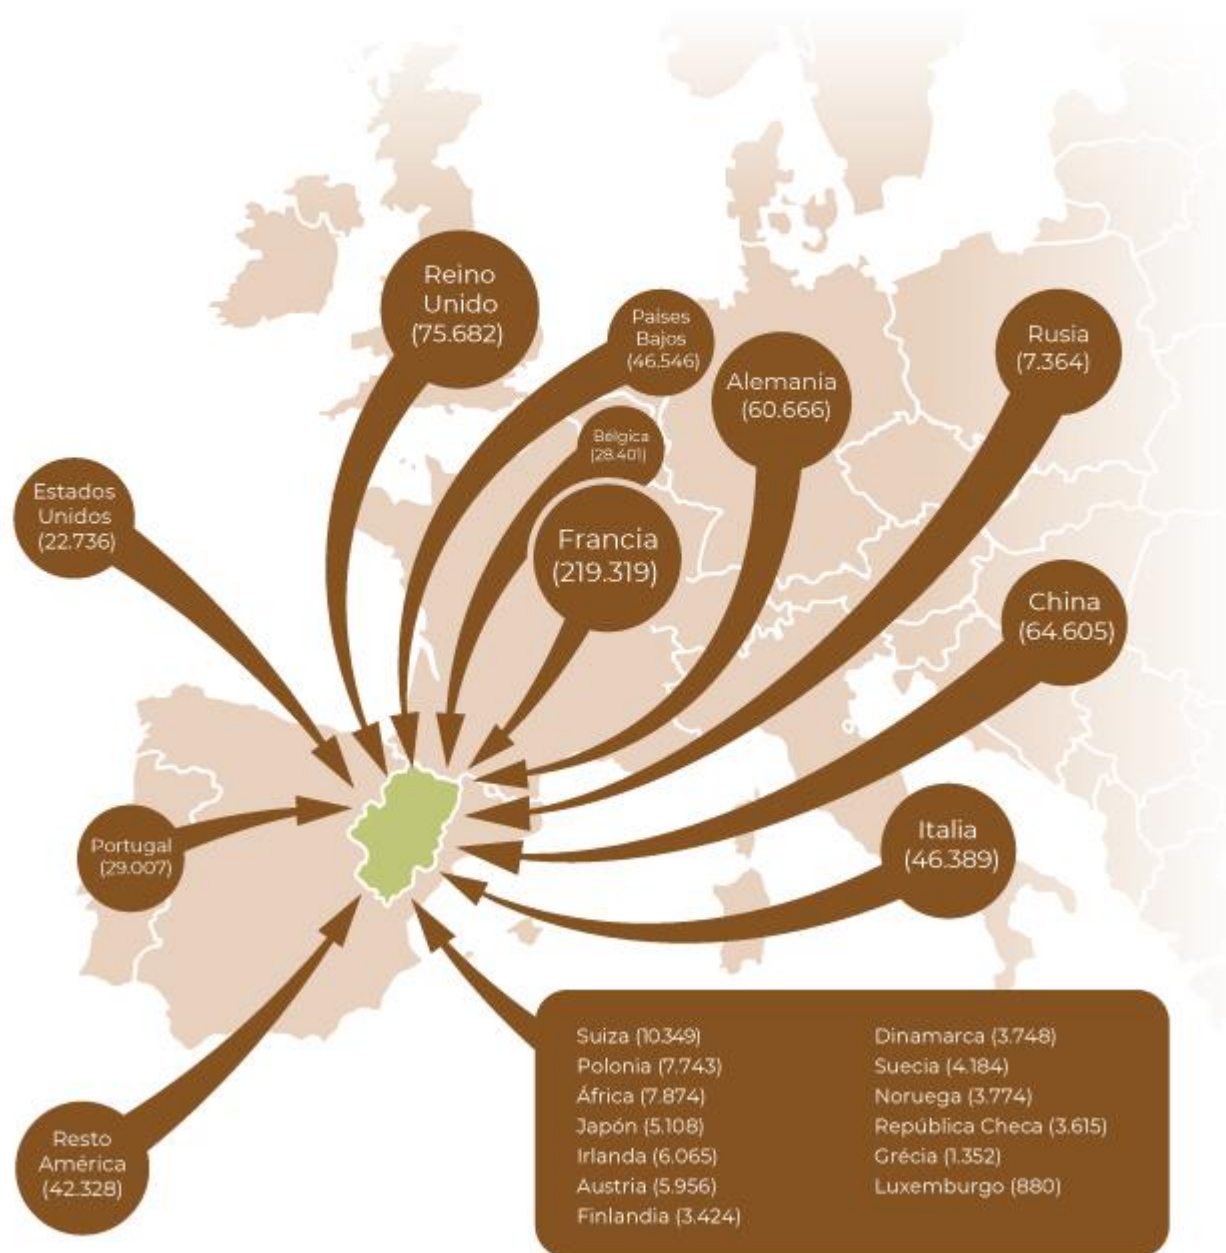 Reino
Unido
(75.682)
Paises
Bajos
(46.546)
Rusia
(7.364)
Alemania
(60.666)
Bélgica
(28.401)
Estados
Unidos
(22.736)
Francia
(219.319)
China
(64.605)
Italia
(46.389)
Portugal
(29.007)
Resto
América
(42.328)
Suiza (10.349)
Polonia (7.743)
África (7.874)
Japón (5.108)
Irlanda (6.065)
Austria (5.956)
Finlandia (3.424)
Dinamarca (3.748)
Suecia (4.184)
Noruega (3.774)
República Checa (3.615)
Grécia (1.352)
Luxemburgo (880)